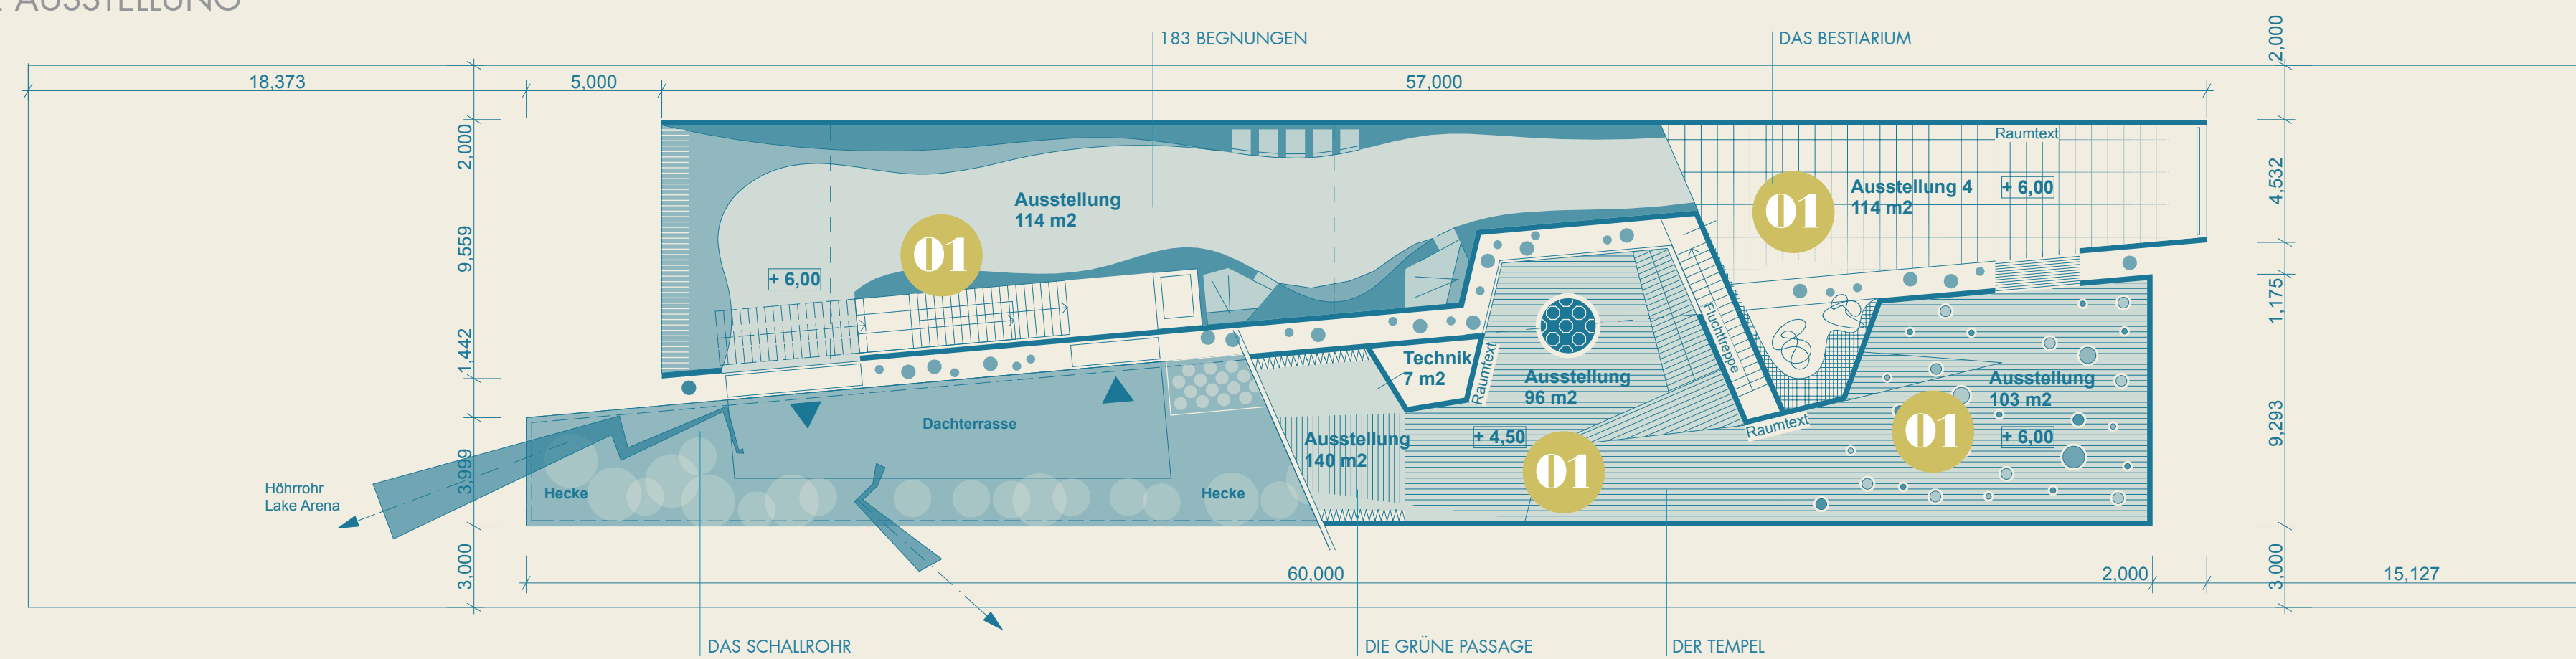 AUSSTELLUNG
183 BEGNUNGEN
DAS BESTIARIUM
2,000
18,373
5,000
57,000
2,000
9,559
1,442
3,999
3,000
4,532
1,175
9,293
3,000
Raumtext
Ausstellung
114 m2
01
+ 6,00
Ausstellung 4
114 m2
+ 6,00
01
Fluchttreppe
Technik
7 m2
Raumtext
Ausstellung
96 m2
Ausstellung
103 m2
+ 6,00
01
Raumtext
Dachterrasse
Ausstellung
140 m2
+ 4,50
01
Höhrrohr
Lake Arena
Hecke
Hecke
60,000
2,000
15,127
DAS SCHALLROHR
DIE GRÜNE PASSAGE
DER TEMPEL